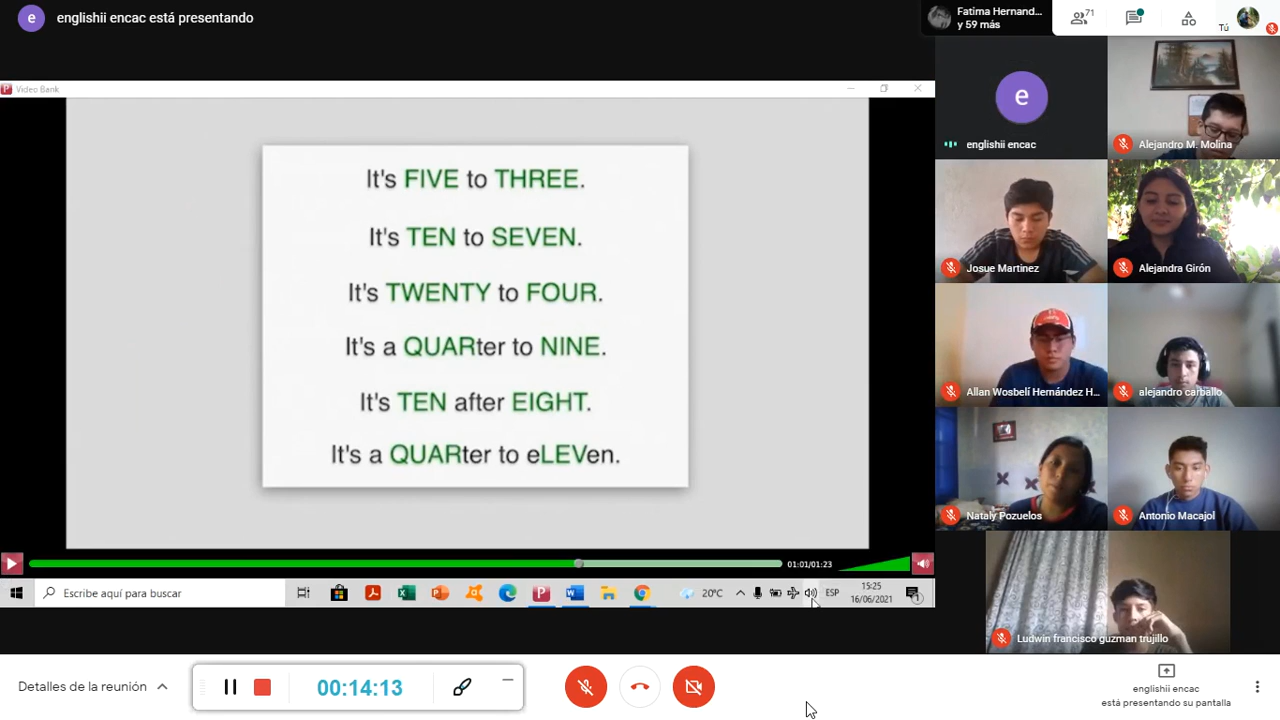 e englishii encac está presentando
Fatima Hernand...
y 59 más
71
Tú
Video Bank
It's FIVE to THREE.
It's TEN to SEVEN.
It's TWENTY to FOUR.
It's a QUARter to NINE.
It's TEN after EIGHT.
It's a QUARter to eLEVen.
01:01/01:23
Escribe aquí para buscar
20°C
ESP
15:25
16/06/2021
e
englishii encac
Alejandro M. Molina
Josue Martinez
Alejandra Girón
Allan Wosbelí Hernández H...
alejandro carballo
Nataly Pozuelos
Antonio Macajol
Ludwin francisco guzman trujillo
Detalles de la reunión
00:14:13
englishii encac
está presentando su pantalla